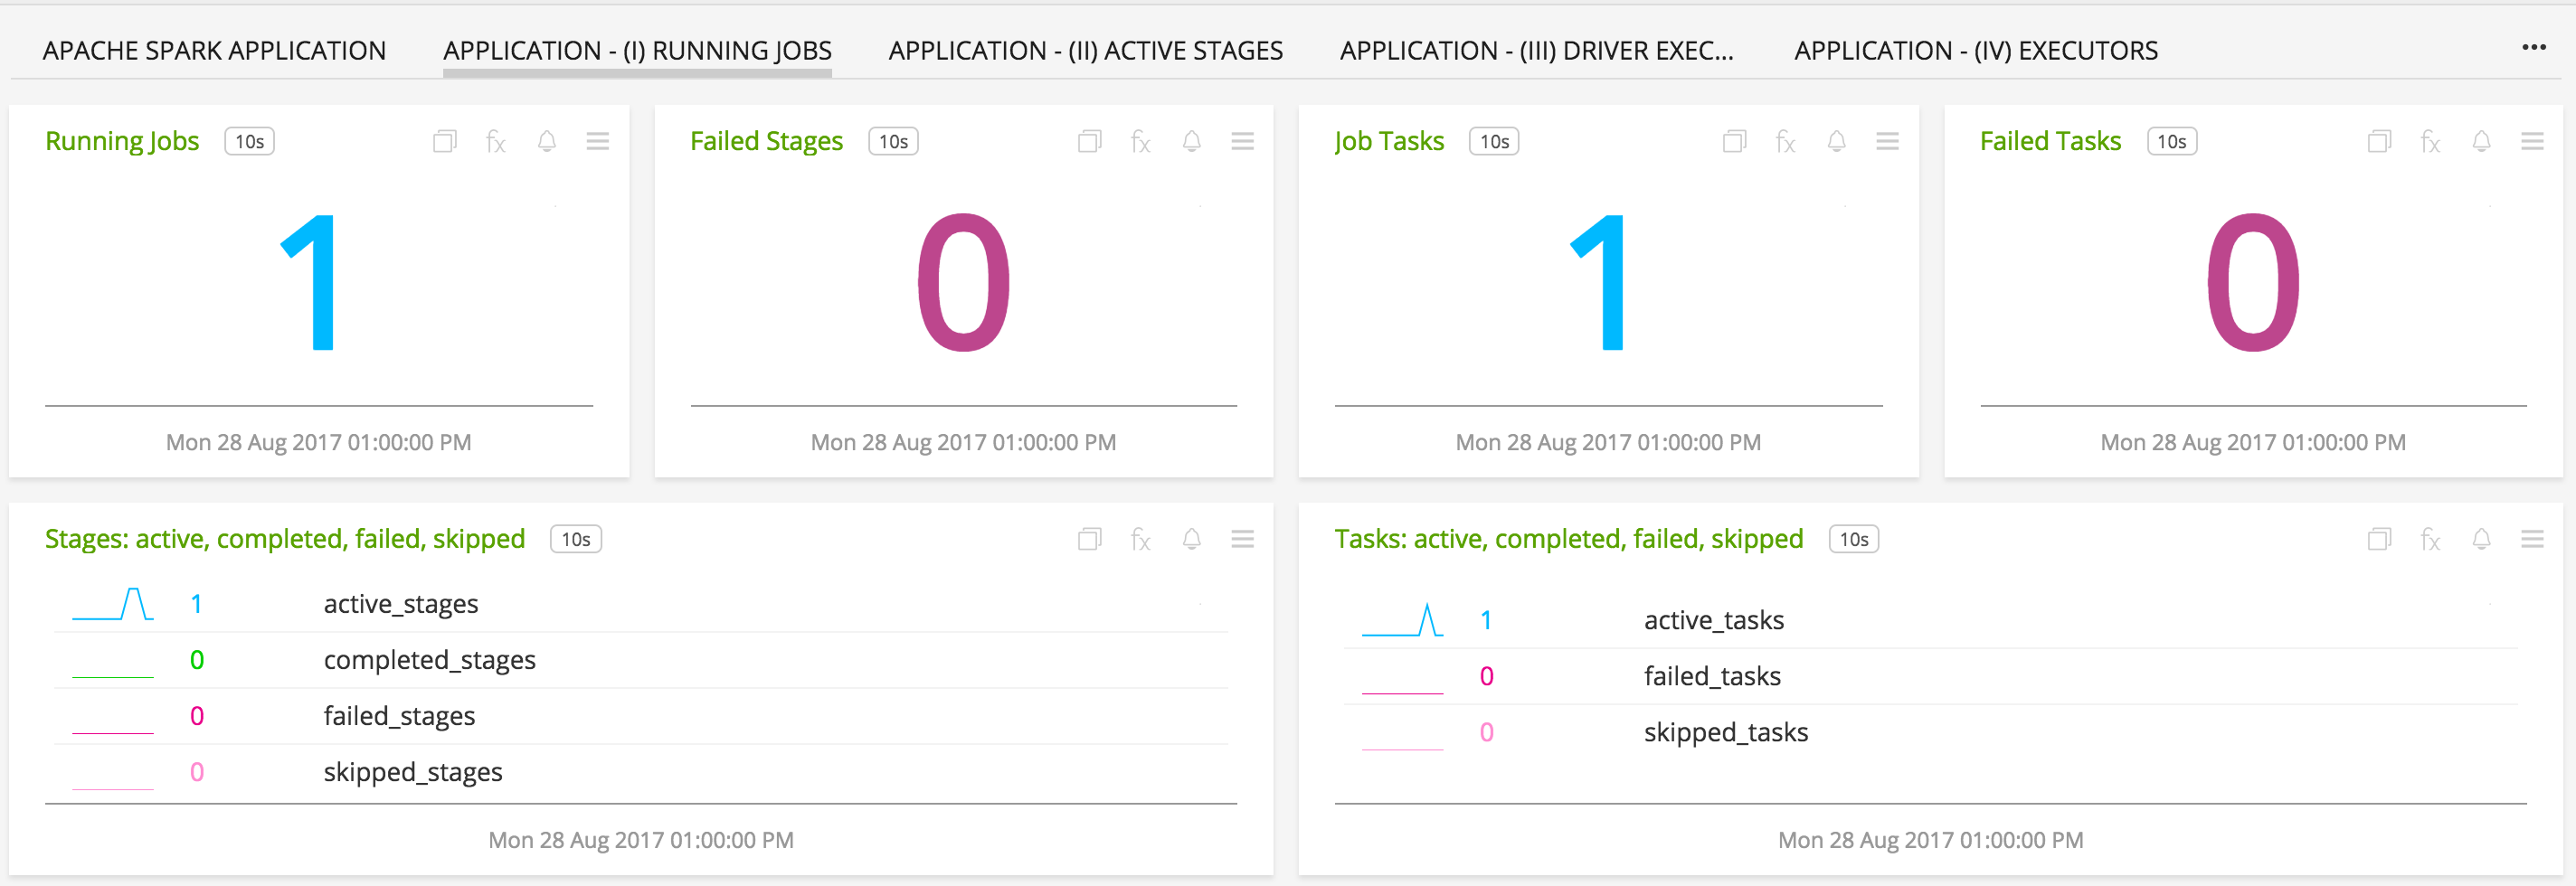 APACHE SPARK APPLICATION APPLICATION - (I) RUNNING JOBS APPLICATION - (II) ACTIVE STAGES APPLICATION - (III) DRIVER EXEC... APPLICATION - (IV) EXECUTORS ...
Running Jobs 10s fx
1
Mon 28 Aug 2017 01:00:00 PM
Failed Stages 10s fx
0
Mon 28 Aug 2017 01:00:00 PM
Job Tasks 10s fx
1
Mon 28 Aug 2017 01:00:00 PM
Failed Tasks 10s fx
0
Mon 28 Aug 2017 01:00:00 PM
Stages: active, completed, failed, skipped 10s fx
1 active_stages
0 completed_stages
0 failed_stages
0 skipped_stages
Mon 28 Aug 2017 01:00:00 PM
Tasks: active, completed, failed, skipped 10s fx
1 active_tasks
0 failed_tasks
0 skipped_tasks
Mon 28 Aug 2017 01:00:00 PM